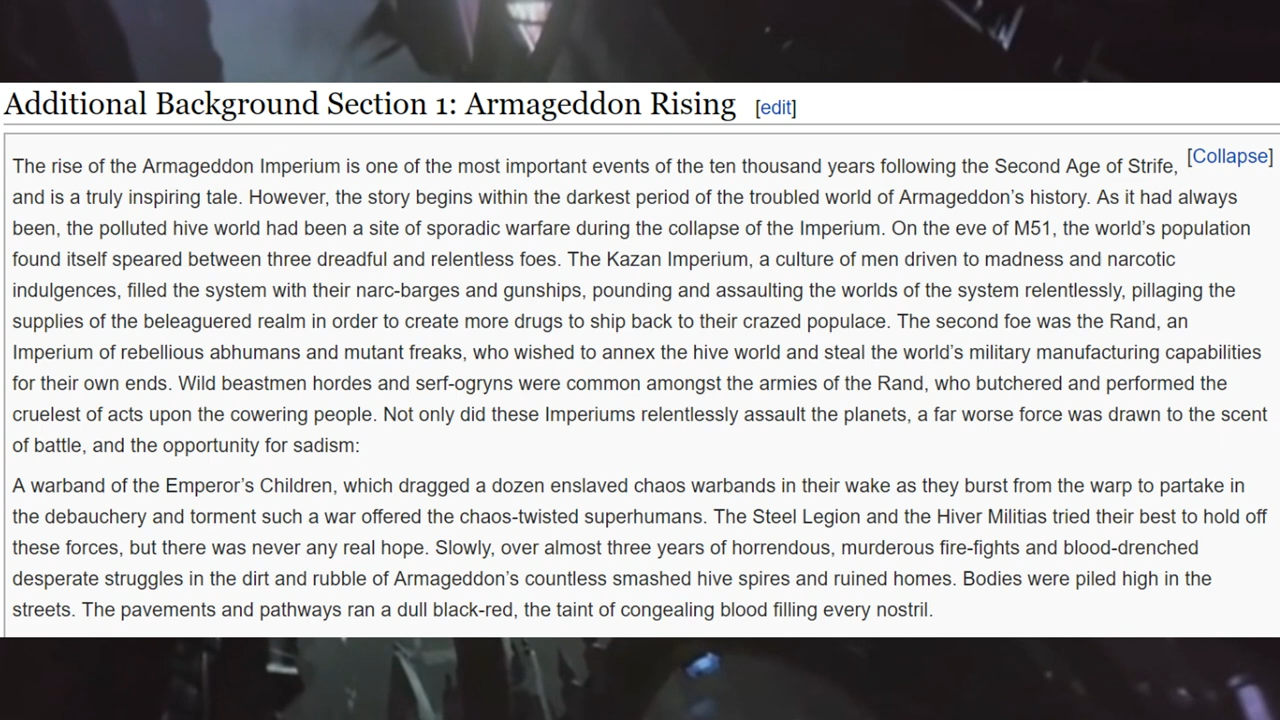 Additional Background Section 1: Armageddon Rising [edit]
[Collapse]
The rise of the Armageddon Imperium is one of the most important events of the ten thousand years following the Second Age of Strife,
and is a truly inspiring tale. However, the story begins within the darkest period of the troubled world of Armageddon’s history. As it had always
been, the polluted hive world had been a site of sporadic warfare during the collapse of the Imperium. On the eve of M51, the world’s population
found itself speared between three dreadful and relentless foes. The Kazan Imperium, a culture of men driven to madness and narcotic
indulgences, filled the system with their narc-barges and gunships, pounding and assaulting the worlds of the system relentlessly, pillaging the
supplies of the beleaguered realm in order to create more drugs to ship back to their crazed populace. The second foe was the Rand, an
Imperium of rebellious abhumans and mutant freaks, who wished to annex the hive world and steal the world’s military manufacturing capabilities
for their own ends. Wild beastmen hordes and serf-ogryns were common amongst the armies of the Rand, who butchered and performed the
cruelest of acts upon the cowering people. Not only did these Imperiums relentlessly assault the planets, a far worse force was drawn to the scent
of battle, and the opportunity for sadism:
A warband of the Emperor’s Children, which dragged a dozen enslaved chaos warbands in their wake as they burst from the warp to partake in
the debauchery and torment such a war offered the chaos-twisted superhumans. The Steel Legion and the Hiver Militias tried their best to hold off
these forces, but there was never any real hope. Slowly, over almost three years of horrendous, murderous fire-fights and blood-drenched
desperate struggles in the dirt and rubble of Armageddon’s countless smashed hive spires and ruined homes. Bodies were piled high in the
streets. The pavements and pathways ran a dull black-red, the taint of congealing blood filling every nostril.